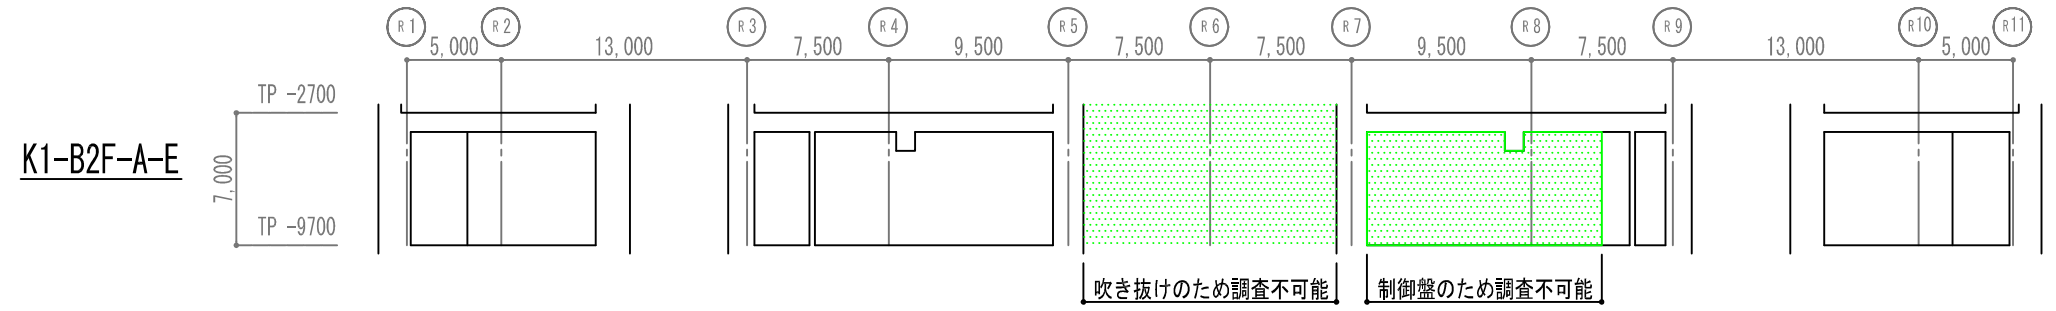 R1 R2 R3 R4 R5 R6 R7 R8 R9 R10 R11
5,000 13,000 7,500 9,500 7,500 7,500 9,500 7,500 13,000 5,000
TP -2700
K1-B2F-A-E
7,000
TP -9700
吹き抜けのため調査不可能 制御盤のため調査不可能